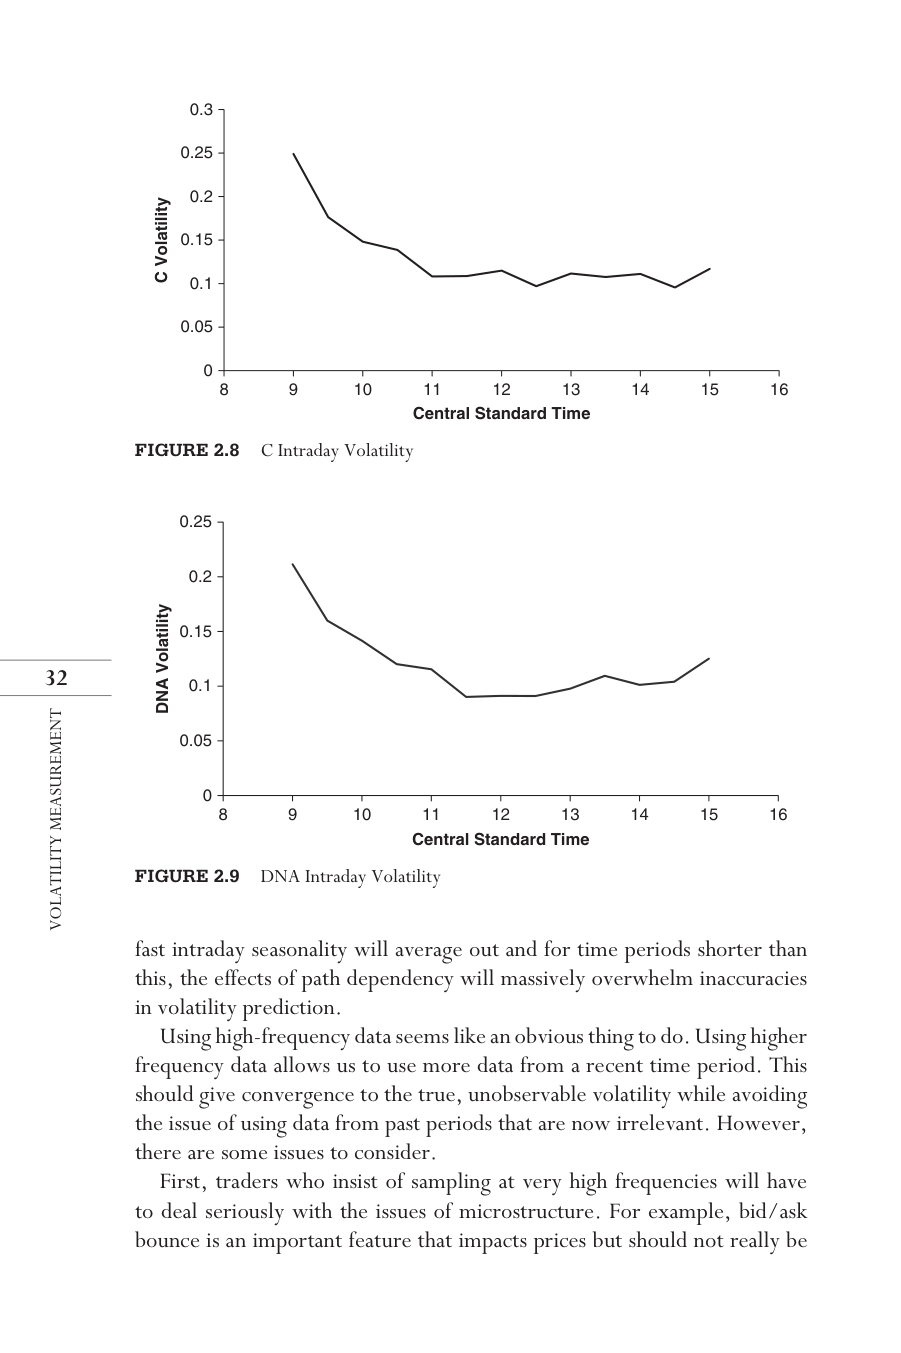 0.3
0.25
0.2
0.15
0.1
0.05
0
C Volatility
8 9 10 11 12 13 14 15 16
Central Standard Time
FIGURE 2.8 C Intraday Volatility
0.25
0.2
0.15
0.1
0.05
0
DNA Volatility
8 9 10 11 12 13 14 15 16
Central Standard Time
FIGURE 2.9 DNA Intraday Volatility
32
VOLATILITY MEASUREMENT
fast intraday seasonality will average out and for time periods shorter than
this, the effects of path dependency will massively overwhelm inaccuracies
in volatility prediction.
Using high-frequency data seems like an obvious thing to do. Using higher
frequency data allows us to use more data from a recent time period. This
should give convergence to the true, unobservable volatility while avoiding
the issue of using data from past periods that are now irrelevant. However,
there are some issues to consider.
First, traders who insist of sampling at very high frequencies will have
to deal seriously with the issues of microstructure. For example, bid/ask
bounce is an important feature that impacts prices but should not really be